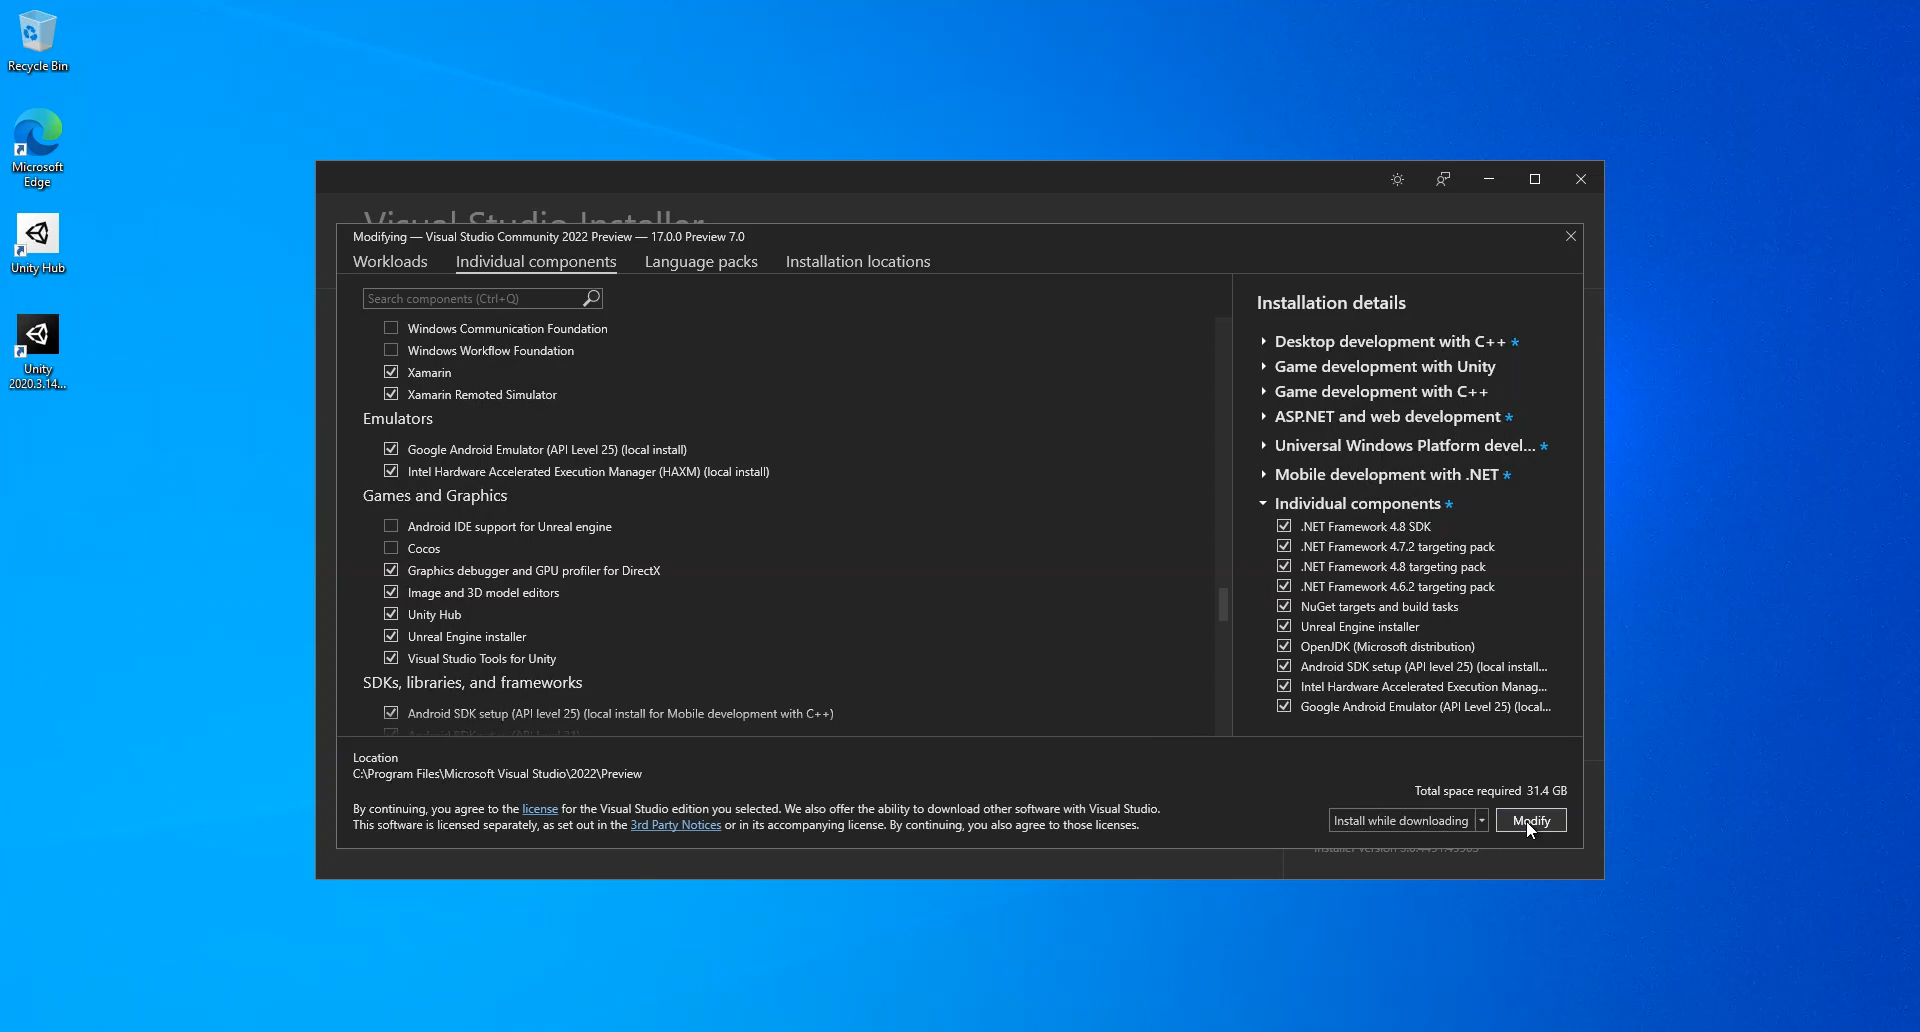 Recycle Bin
Microsoft
Edge
Unity Hub
Unity
2020.3.14...
Visual Studio Installer
Modifying — Visual Studio Community 2022 Preview — 17.0.0 Preview 7.0
Workloads
Individual components
Language packs
Installation locations
Search components (Ctrl+Q)
Windows Communication Foundation
Windows Workflow Foundation
Xamarin
Xamarin Remoted Simulator
Emulators
Google Android Emulator (API Level 25) (local install)
Intel Hardware Accelerated Execution Manager (HAXM) (local install)
Games and Graphics
Android IDE support for Unreal engine
Cocos
Graphics debugger and GPU profiler for DirectX
Image and 3D model editors
Unity Hub
Unreal Engine installer
Visual Studio Tools for Unity
SDKs, libraries, and frameworks
Android SDK setup (API level 25) (local install for Mobile development with C++)
Installation details
Desktop development with C++ *
Game development with Unity
Game development with C++
ASP.NET and web development *
Universal Windows Platform devel... *
Mobile development with .NET *
Individual components *
.NET Framework 4.8 SDK
.NET Framework 4.7.2 targeting pack
.NET Framework 4.8 targeting pack
.NET Framework 4.6.2 targeting pack
NuGet targets and build tasks
Unreal Engine installer
OpenJDK (Microsoft distribution)
Android SDK setup (API level 25) (local install...
Intel Hardware Accelerated Execution Manag...
Google Android Emulator (API Level 25) (local...
Location
C:\Program Files\Microsoft Visual Studio\2022\Preview
By continuing, you agree to the license for the Visual Studio edition you selected. We also offer the ability to download other software with Visual Studio.
This software is licensed separately, as set out in the 3rd Party Notices or in its accompanying license. By continuing, you also agree to those licenses.
Total space required 31.4 GB
Install while downloading
Modify